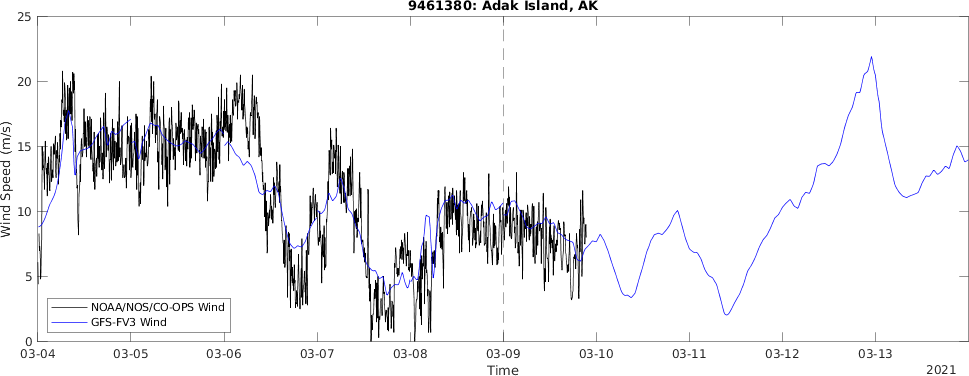 9461380: Adak Island, AK
25
20
15
10
5
0
Wind Speed (m/s)
NOAA/NOS/CO-OPS Wind
GFS-FV3 Wind
03-04 03-05 03-06 03-07 03-08 03-09 03-10 03-11 03-12 03-13
Time
2021